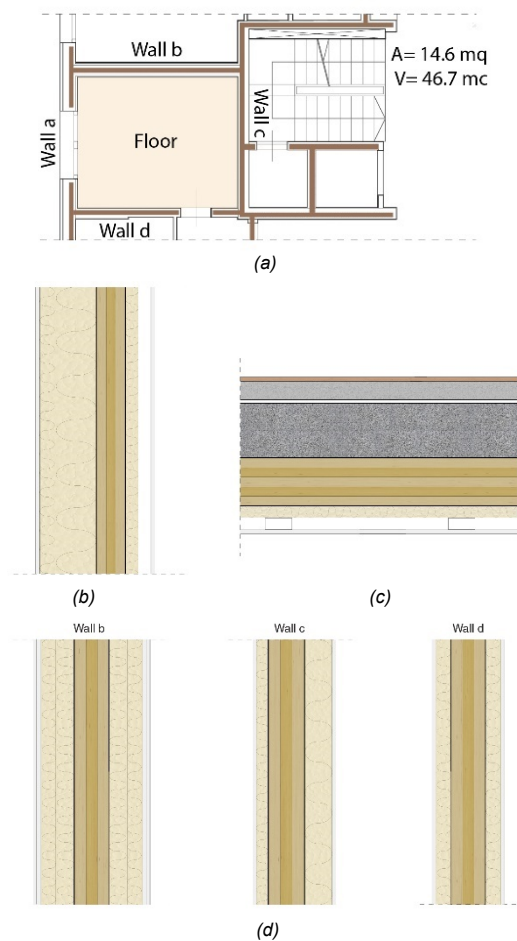 Wall b
A= 14.6 mq
V= 46.7 mc
Wall a
Floor
Wall c
Wall d
(a)
(b)
(c)
Wall b
Wall c
Wall d
(d)